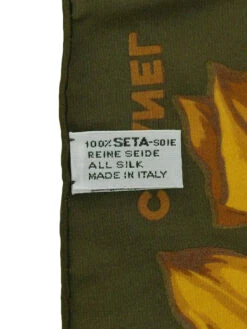 100% SETA-SOIE
REINE SEIDE
ALL SILK
MADE IN ITALY